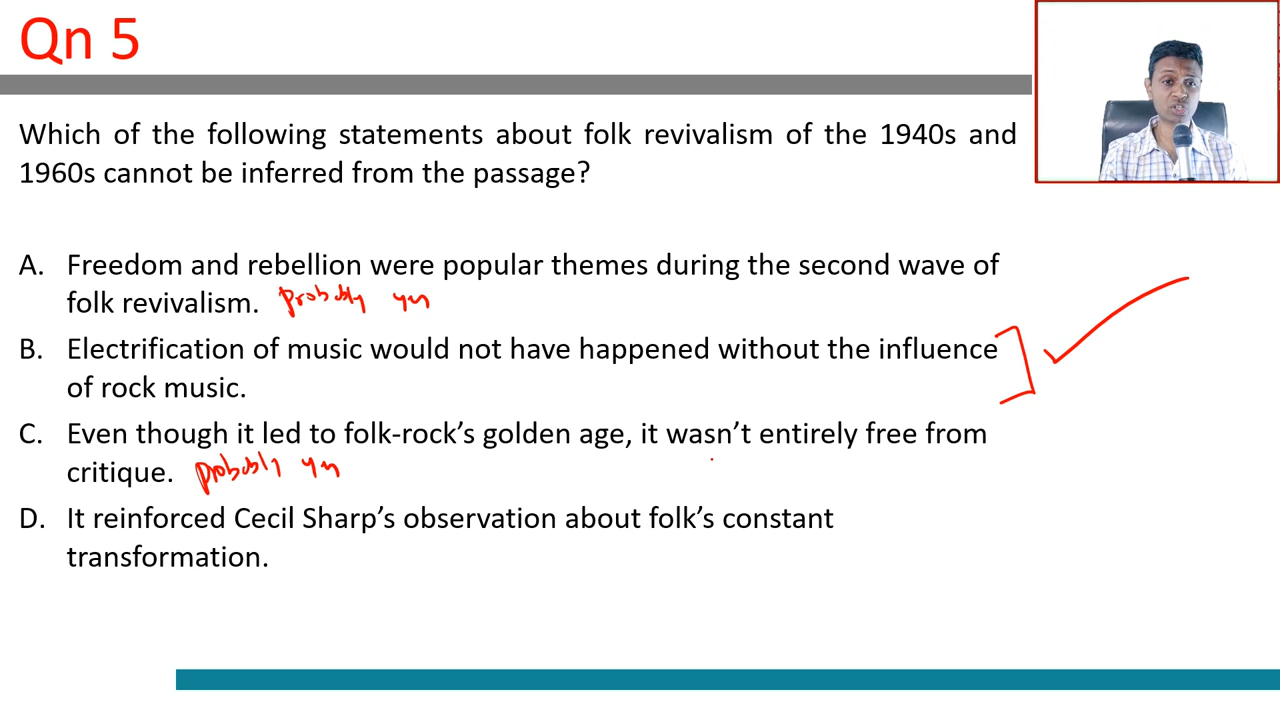 Qn 5
Which of the following statements about folk revivalism of the 1940s and
1960s cannot be inferred from the passage?
A. Freedom and rebellion were popular themes during the second wave of
folk revivalism. probably yes
B. Electrification of music would not have happened without the influence
of rock music.
C. Even though it led to folk-rock’s golden age, it wasn’t entirely free from
critique. probably yes
D. It reinforced Cecil Sharp’s observation about folk’s constant
transformation.